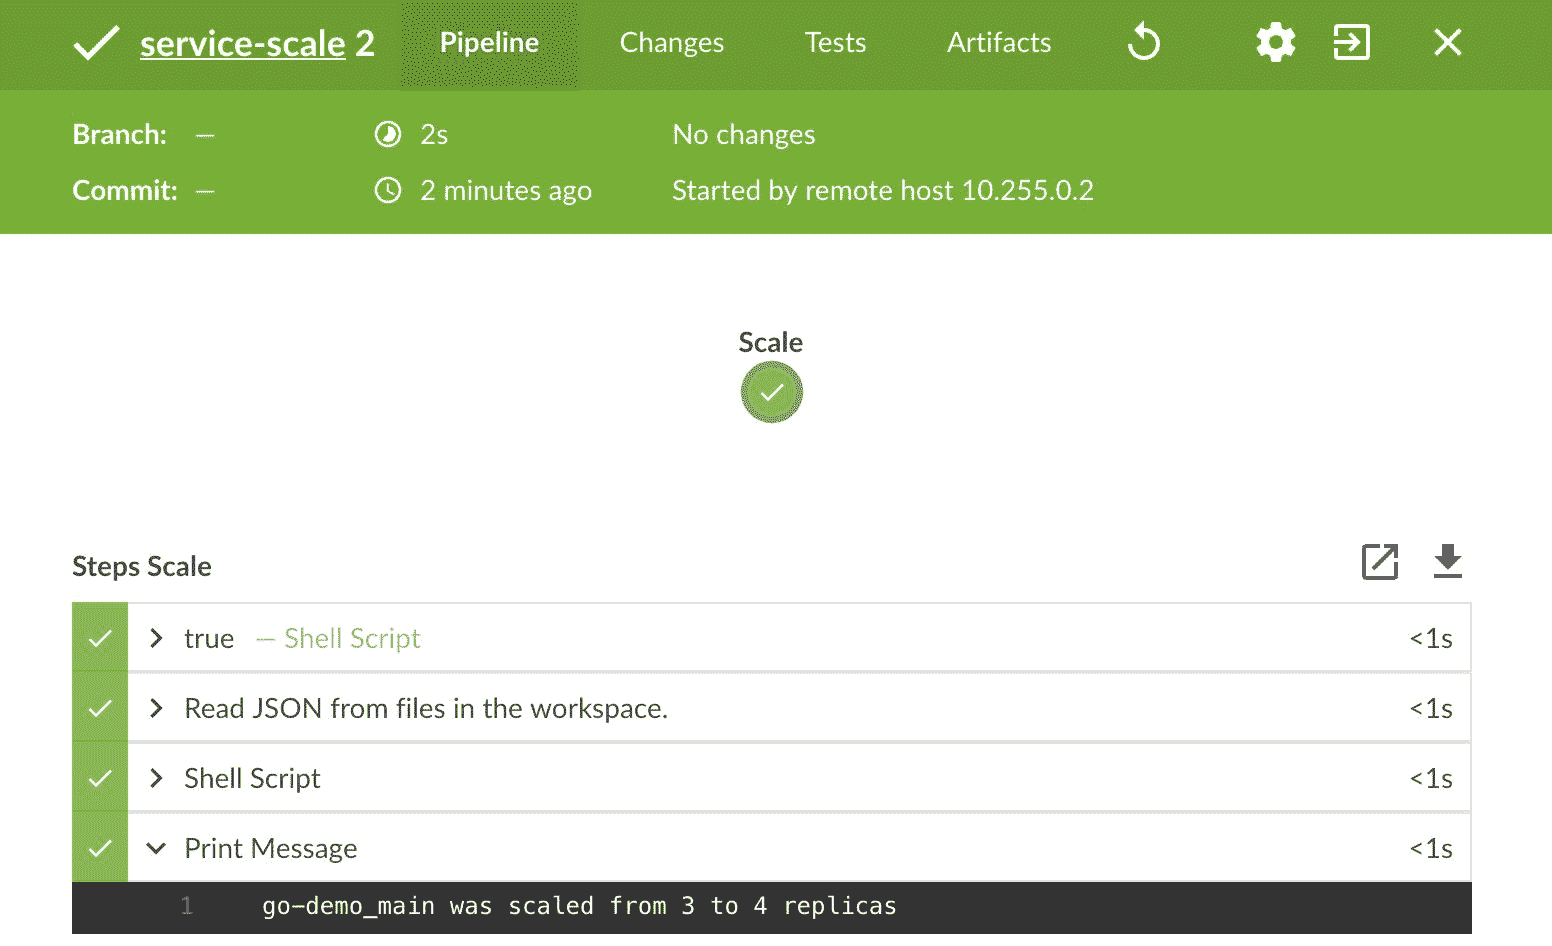 service-scale 2 Pipeline Changes Tests Artifacts
Branch: — 2s No changes
Commit: — 2 minutes ago Started by remote host 10.255.0.2
Scale
Steps Scale
true — Shell Script <1s
Read JSON from files in the workspace. <1s
Shell Script <1s
Print Message <1s
1 go-demo_main was scaled from 3 to 4 replicas